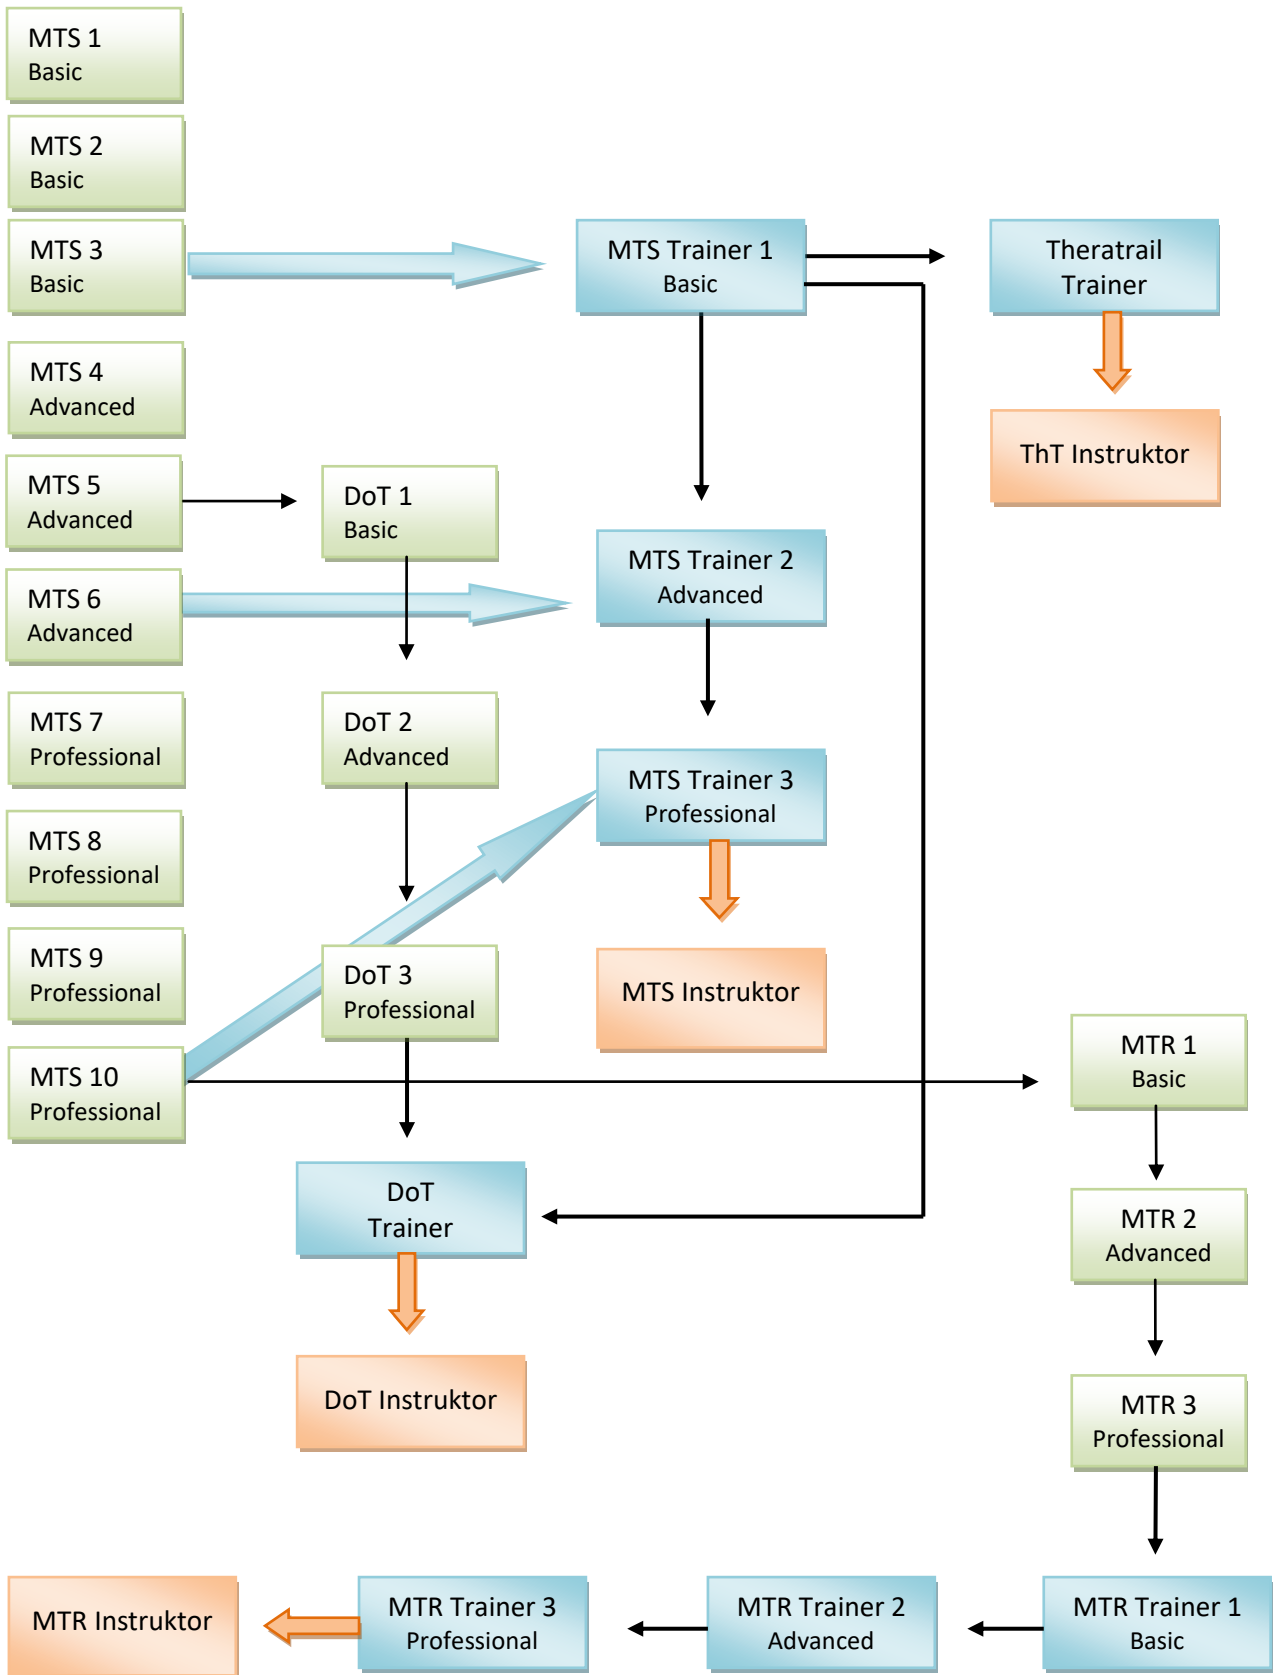 MTS 1
Basic
MTS 2
Basic
MTS 3
Basic
MTS Trainer 1
Basic
Theratrail
Trainer
MTS 4
Advanced
ThT Instruktor
MTS 5
Advanced
DoT 1
Basic
MTS Trainer 2
Advanced
MTS 6
Advanced
MTS 7
Professional
DoT 2
Advanced
MTS Trainer 3
Professional
MTS 8
Professional
MTS 9
Professional
DoT 3
Professional
MTS Instruktor
MTS 10
Professional
MTR 1
Basic
DoT
Trainer
MTR 2
Advanced
DoT Instruktor
MTR 3
Professional
MTR Instruktor
MTR Trainer 3
Professional
MTR Trainer 2
Advanced
MTR Trainer 1
Basic